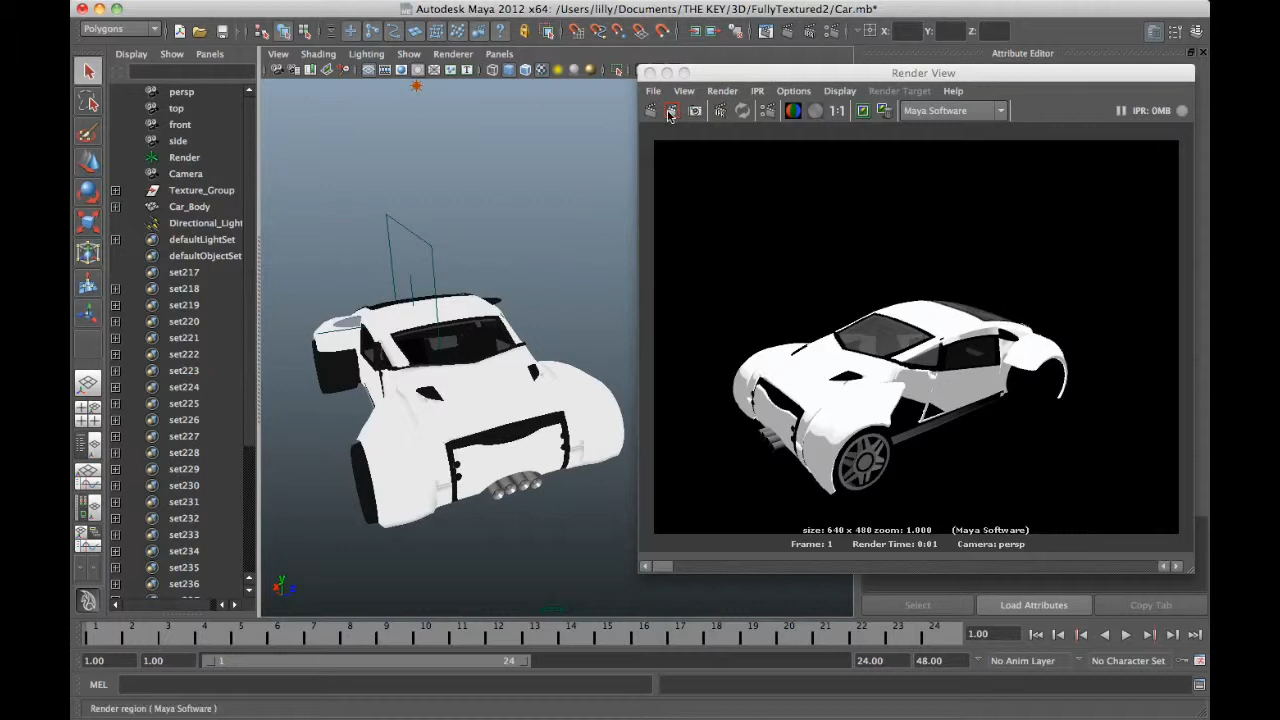 Autodesk Maya 2012 x64: /Users/lilly/Documents/THE KEY/3D/FullyTextured2/Car.mb*
Polygons
X:
Y:
Z:
Display Show Panels
View Shading Lighting Show Renderer Panels
Attribute Editor
Render View
File View Render IPR Options Display Render Target Help
1:1
Maya Software
IPR: 0MB
persp
top
front
side
Render
Camera
Texture_Group
Car_Body
Directional_Light
defaultLightSet
defaultObjectSet
set217
set218
set219
set220
set221
set222
set223
set224
set225
set226
set227
set228
set229
set230
set231
set232
set233
set234
set235
set236
size: 640 x 480 zoom: 1.000 (Maya Software)
Frame: 1 Render Time: 0:01 Camera: persp
y
Select Load Attributes Copy Tab
1 2 3 4 5 6 7 8 9 10 11 12 13 14 15 16 17 18 19 20 21 22 23 24
1.00
1.00 1.00 1 24 24.00 48.00 No Anim Layer No Character Set
MEL
Render region ( Maya Software )